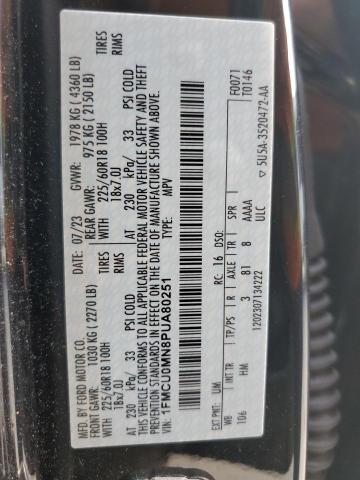 MFD. BY FORD MOTOR CO.
DATE: 07/23 GVWR: 1978 KG ( 4360 LB)
FRONT GAWR: 1030 KG ( 2270 LB) REAR GAWR: 975 KG ( 2150 LB)
225/60R18 100H WITH 225/60R18 100H TIRES
18x7.0J 18x7.0J RIMS
AT 230 kPa/ 33 PSI COLD AT 230 kPa/ 33 PSI COLD
THIS VEHICLE CONFORMS TO ALL APPLICABLE FEDERAL MOTOR VEHICLE SAFETY AND THEFT
PREVENTION STANDARDS IN EFFECT ON THE DATE OF MANUFACTURE SHOWN ABOVE.
VIN: 1FMCU0MN8PUA80251 TYPE: MPV
F0071
T0146
EXT PNT: UM RC: 16 DSO:
WB INT TR TP/PS R AXLE TR SPR
106 HM 3 81 8 AAAA
ULC
1202307134222
▽ 5U5A-3520472-AA